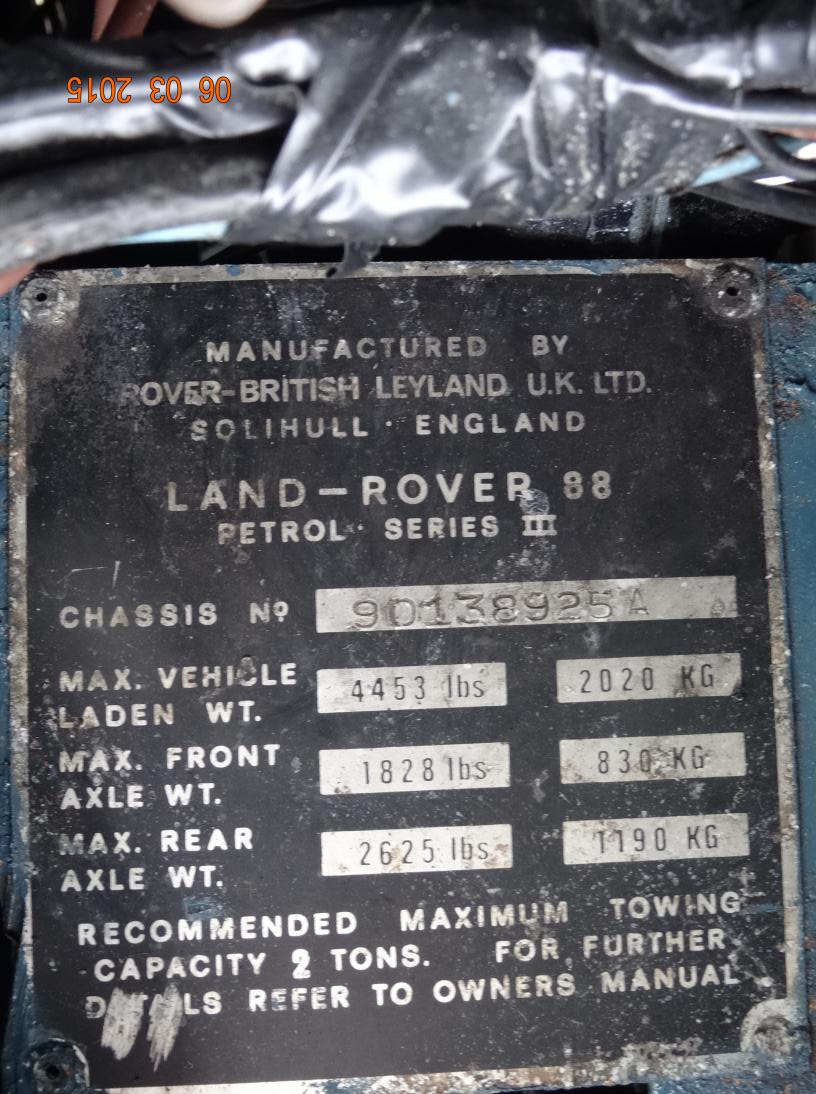 06 03 2015
MANUFACTURED BY
ROVER-BRITISH LEYLAND U.K. LTD.
SOLIHULL · ENGLAND
LAND-ROVER 88
PETROL · SERIES III
CHASSIS Nº 90138925A
MAX. VEHICLE LADEN WT. 4453 lbs 2020 KG
MAX. FRONT AXLE WT. 1828 lbs 830 KG
MAX. REAR AXLE WT. 2625 lbs 1190 KG
RECOMMENDED MAXIMUM TOWING
CAPACITY 2 TONS. FOR FURTHER
DETAILS REFER TO OWNERS MANUAL